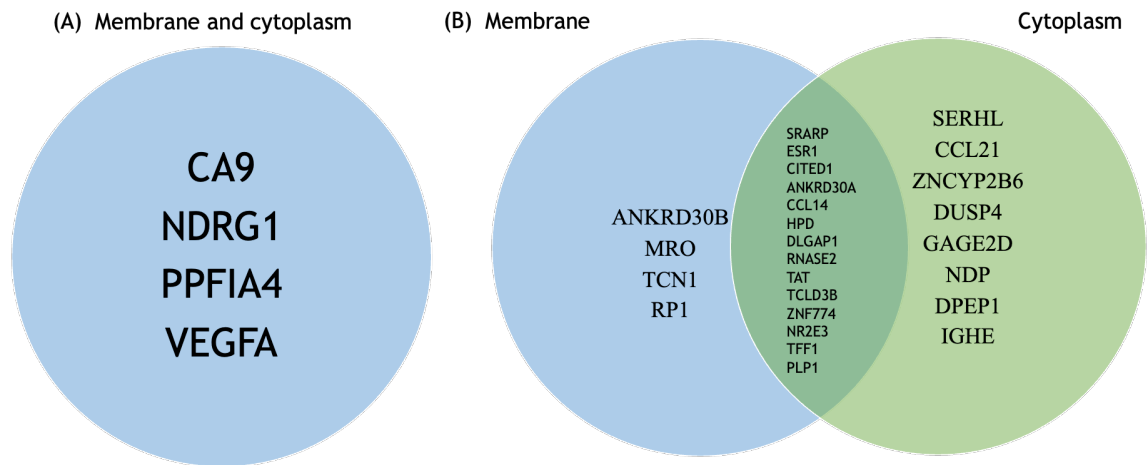 (A) Membrane and cytoplasm
CA9
NDRG1
PPFIA4
VEGFA
(B) Membrane
Cytoplasm
ANKRD30B
MRO
TCN1
RP1
SRARP
ESR1
CITED1
ANKRD30A
CCL14
HPD
DLGAP1
RNASE2
TAT
TCLD3B
ZNF774
NR2E3
TFF1
PLP1
SERHL
CCL21
ZNCYP2B6
DUSP4
GAGE2D
NDP
DPEP1
IGHE